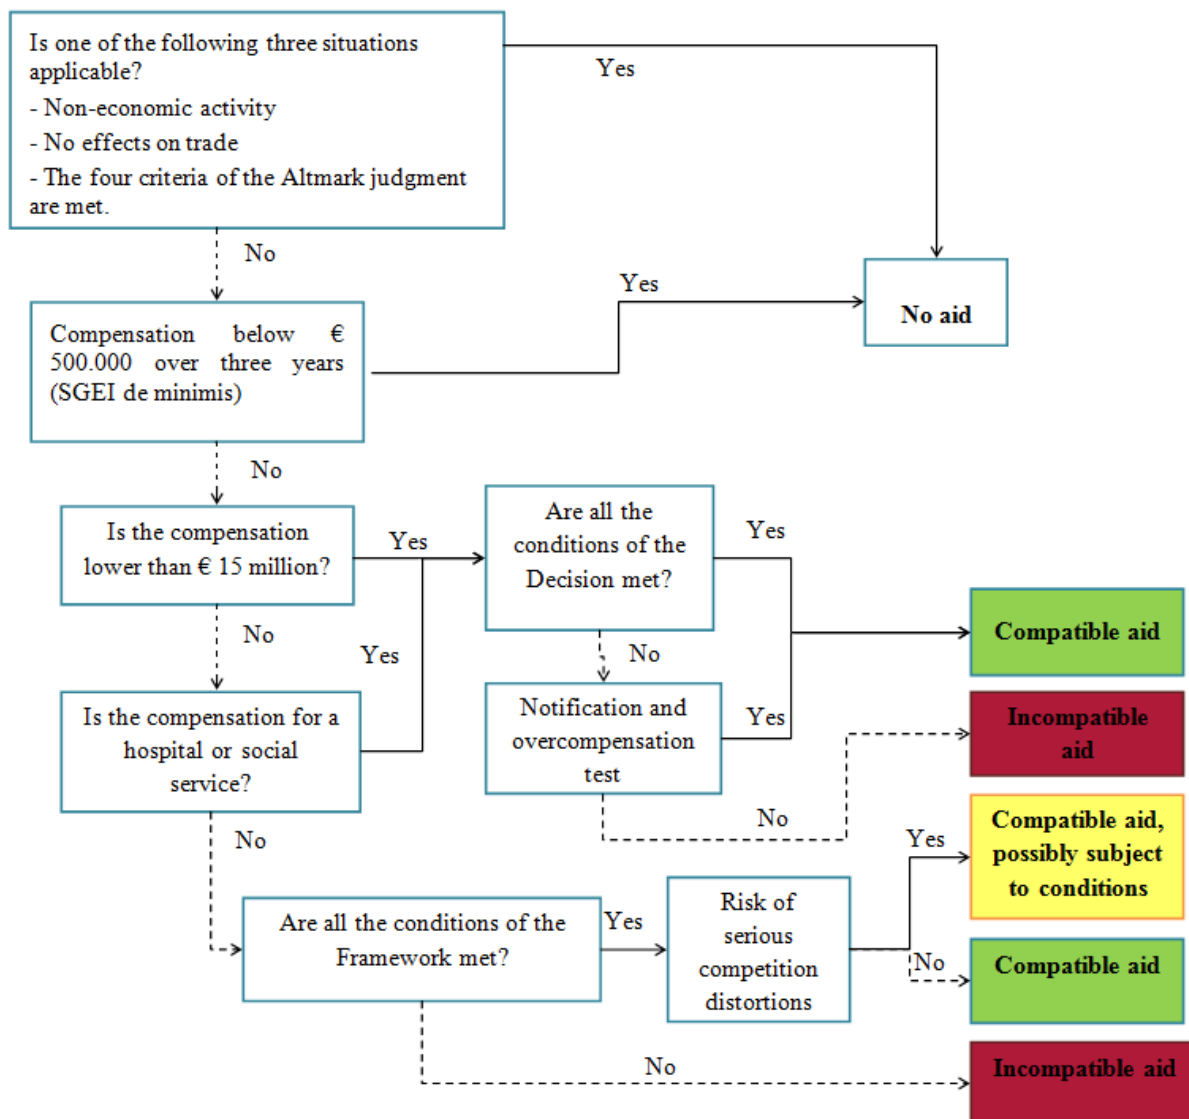 Is one of the following three situations
applicable?
- Non-economic activity
- No effects on trade
- The four criteria of the Altmark judgment
are met.
Yes
No
Compensation below €
500.000 over three years
(SGEI de minimis)
Yes
No aid
No
Is the compensation
lower than € 15 million?
Yes
Are all the
conditions of the
Decision met?
Yes
Compatible aid
No
Yes
No
Is the compensation for a
hospital or social
service?
Notification and
overcompensation
test
Yes
Incompatible
aid
No
No
Compatible aid,
possibly subject
to conditions
Yes
Are all the conditions of the
Framework met?
Yes
Risk of
serious
competition
distortions
No
Compatible aid
No
Incompatible aid